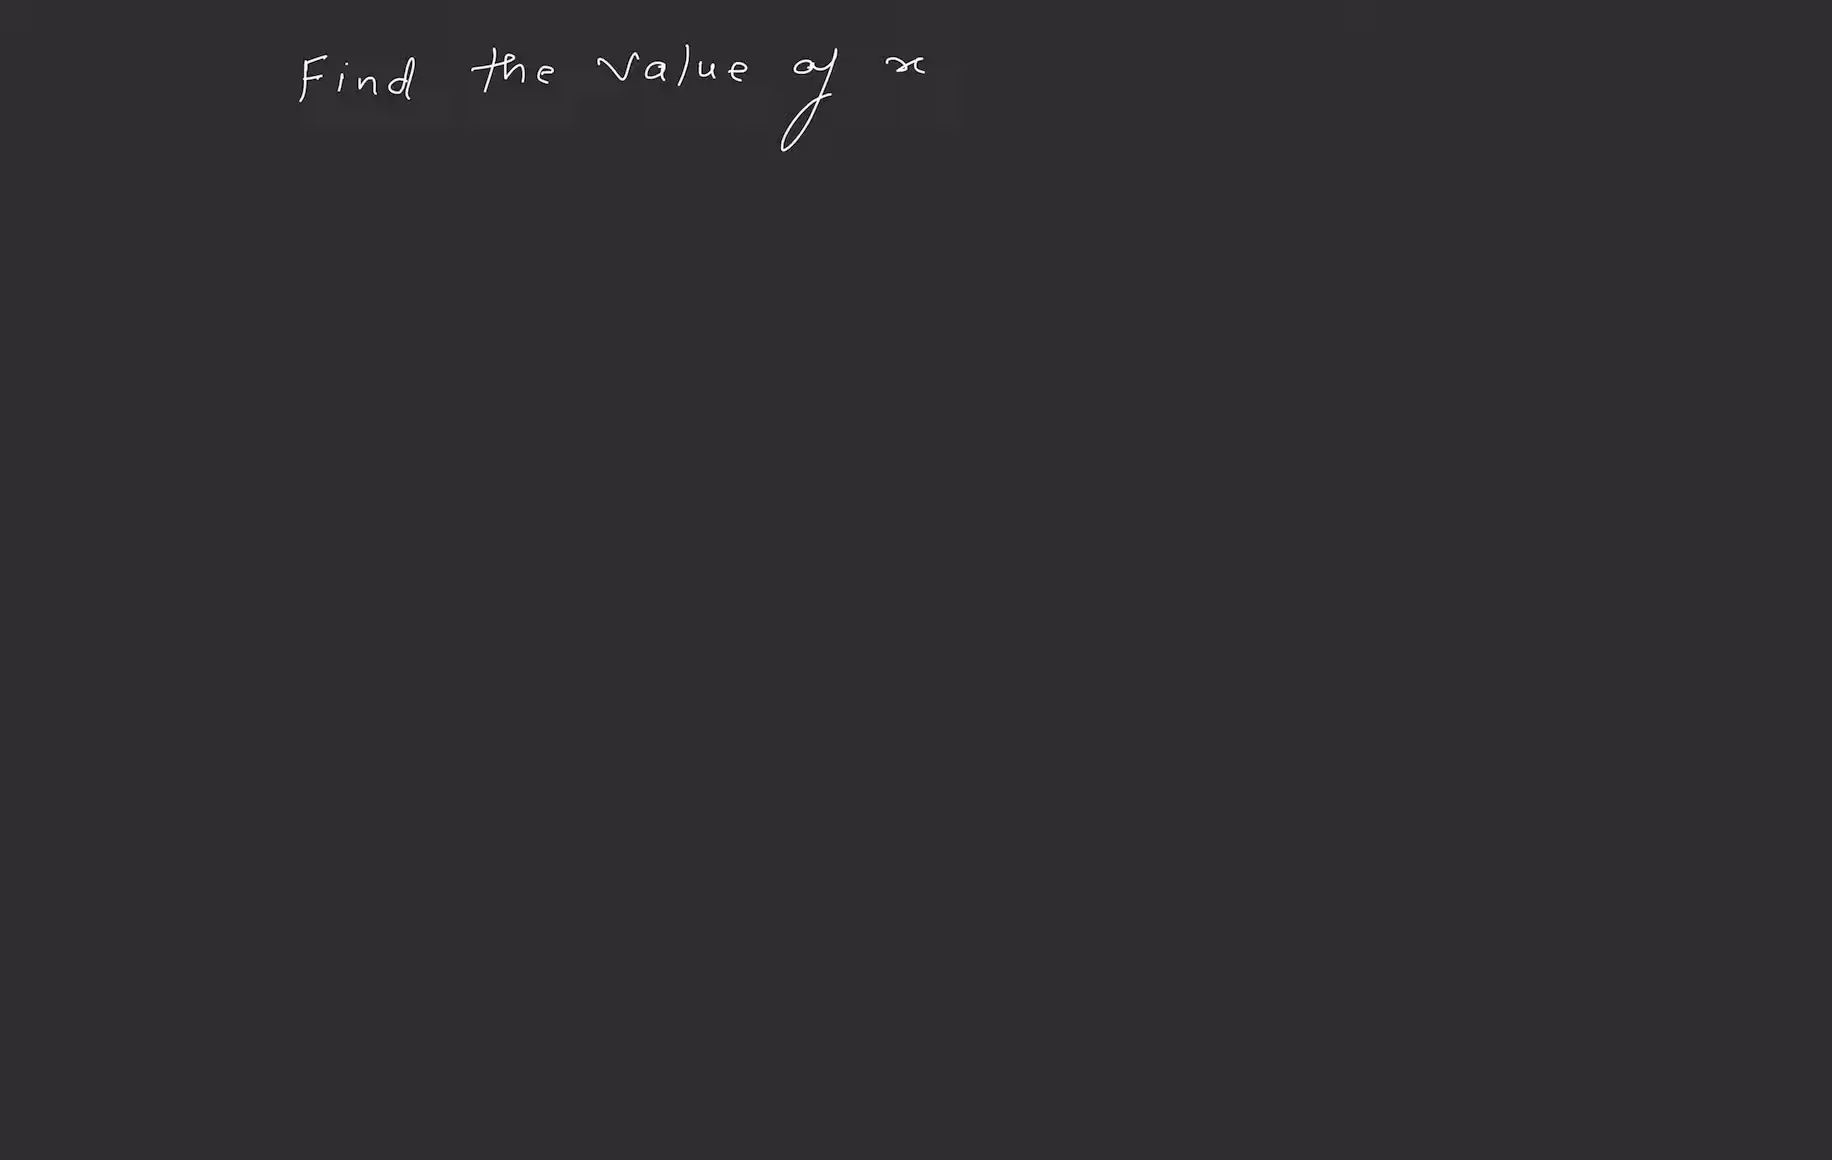 Find the value of x